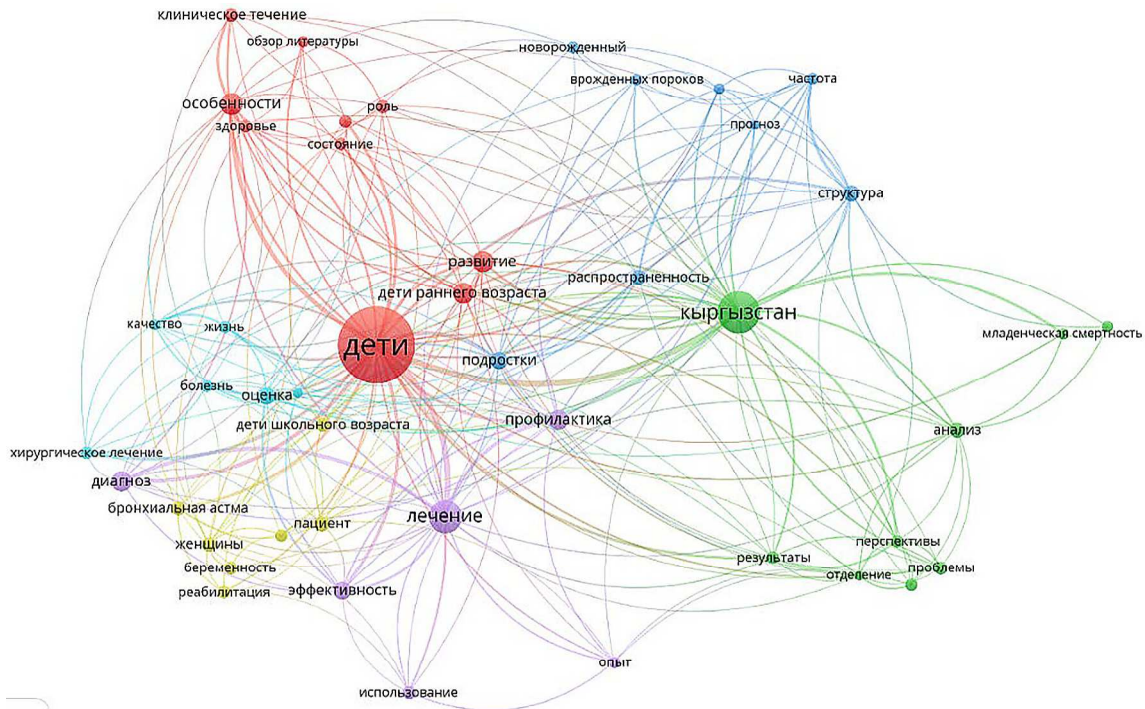 клиническое течение
обзор литературы
новорожденный
врожденных пороков
частота
особенности
роль
здоровье
прогноз
состояние
структура
развитие
распространенность
дети раннего возраста
кыргызстан
качество
жизнь
младенческая смертность
дети
подростки
болезнь
оценка
дети школьного возраста
профилактика
анализ
хирургическое лечение
диагноз
бронхиальная астма
лечение
пациент
женщины
перспективы
результаты
беременность
отделение
проблемы
реабилитация
эффективность
опыт
использование